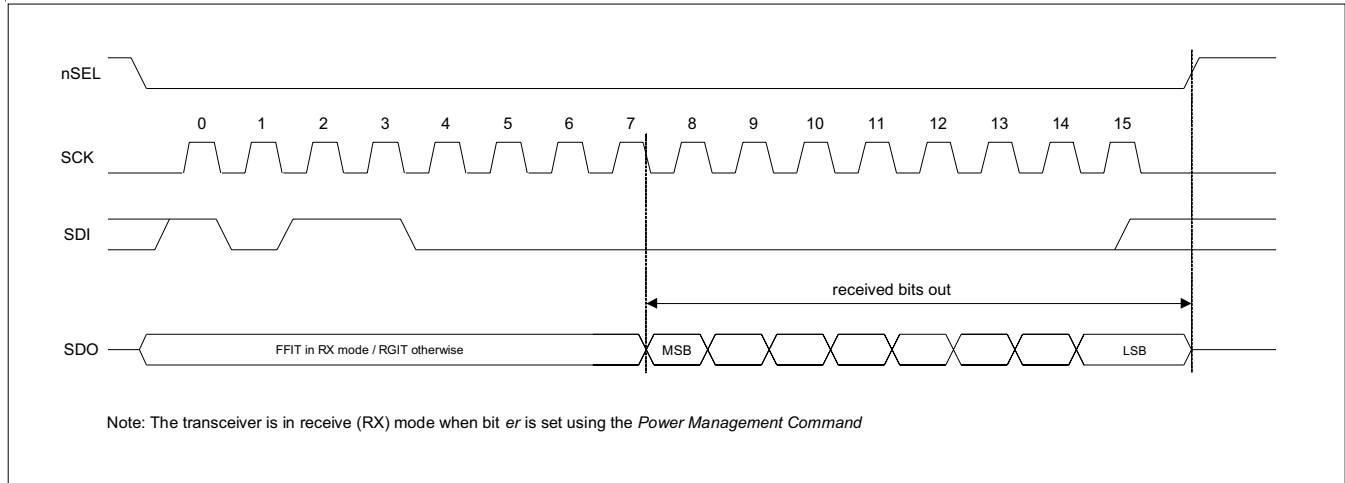 nSEL
0 1 2 3 4 5 6 7 8 9 10 11 12 13 14 15
SCK
SDI
received bits out
SDO FFIT in RX mode / RGIT otherwise MSB LSB
Note: The transceiver is in receive (RX) mode when bit er is set using the Power Management Command